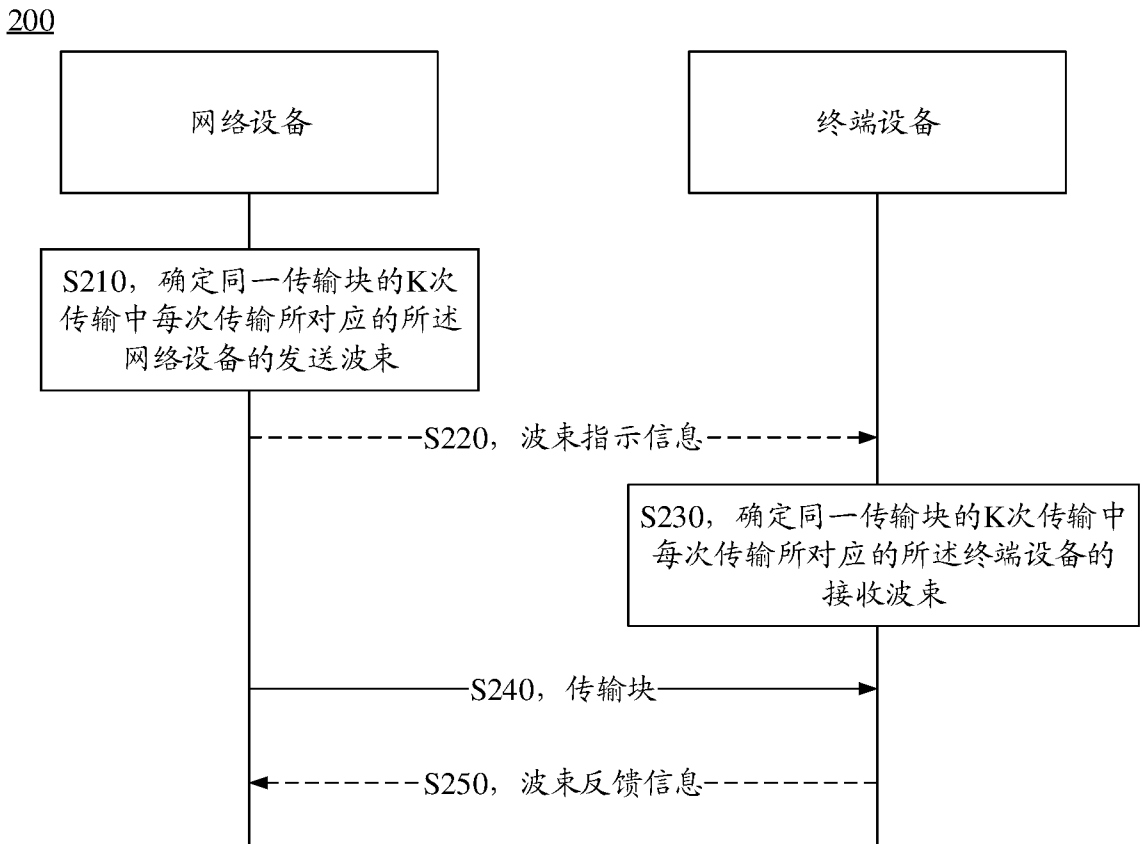 200
网络设备
终端设备
S210，确定同一传输块的K次
传输中每次传输所对应的所述
网络设备的发送波束
S220，波束指示信息
S230，确定同一传输块的K次传输中
每次传输所对应的所述终端设备的
接收波束
S240，传输块
S250，波束反馈信息